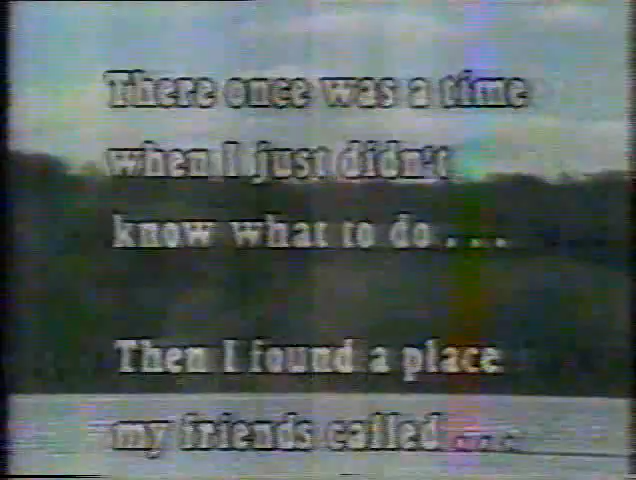 There once was a time
when I just didn't
know what to do . . .
Then I found a place
my friends called . . .